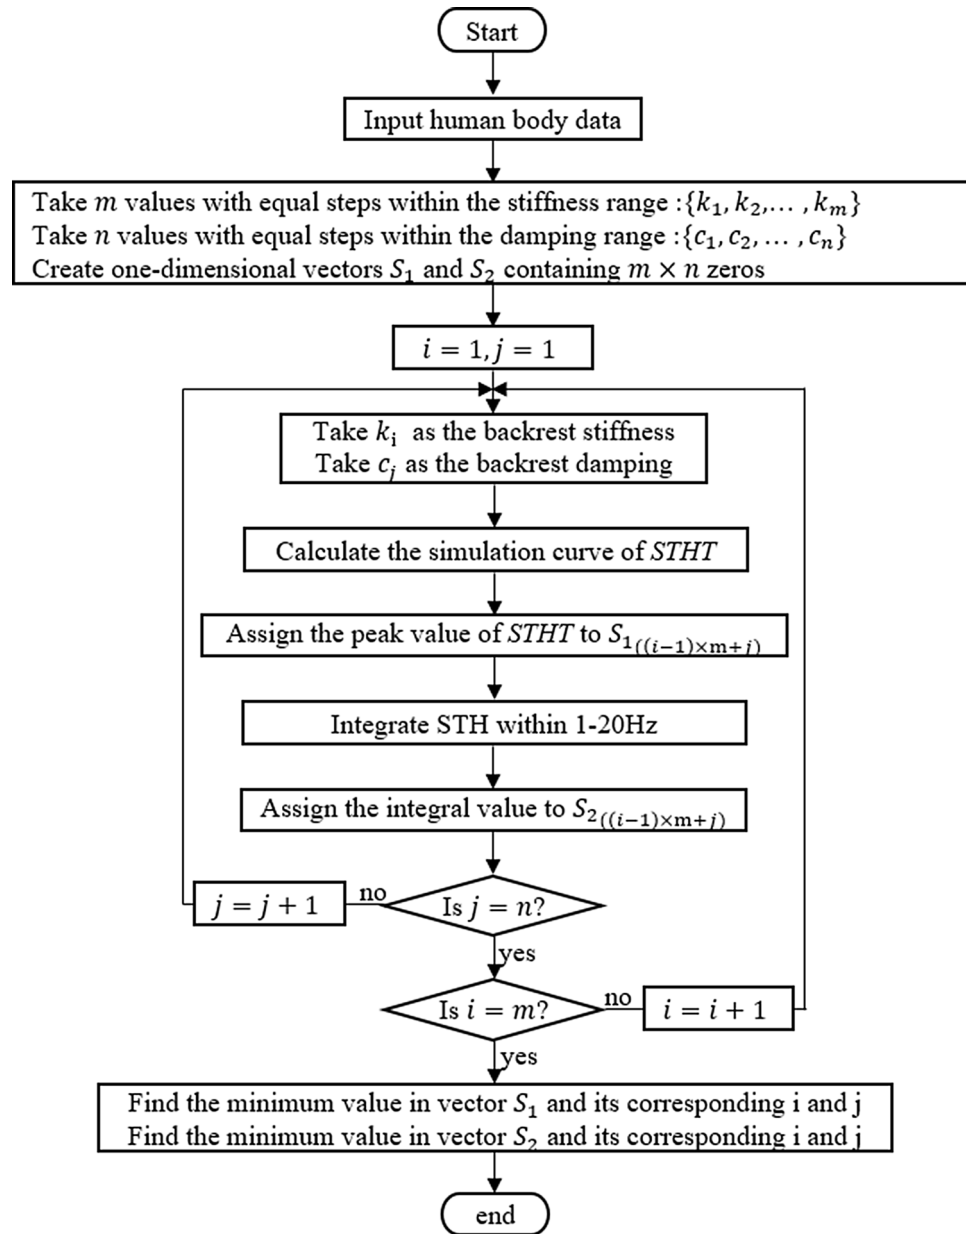 Start
Input human body data
Take m values with equal steps within the stiffness range :{k₁, k₂,… , kₘ}
Take n values with equal steps within the damping range :{c₁, c₂, … , cₙ}
Create one-dimensional vectors S₁ and S₂ containing m × n zeros
i = 1, j = 1
Take kᵢ as the backrest stiffness
Take cⱼ as the backrest damping
Calculate the simulation curve of STHT
Assign the peak value of STHT to S₁₍₍ᵢ₋₁₎ₓₘ₊ⱼ₎
Integrate STH within 1-20Hz
Assign the integral value to S₂₍₍ᵢ₋₁₎ₓₘ₊ⱼ₎
j = j + 1
no
Is j = n?
yes
Is i = m?
no
i = i + 1
yes
Find the minimum value in vector S₁ and its corresponding i and j
Find the minimum value in vector S₂ and its corresponding i and j
end